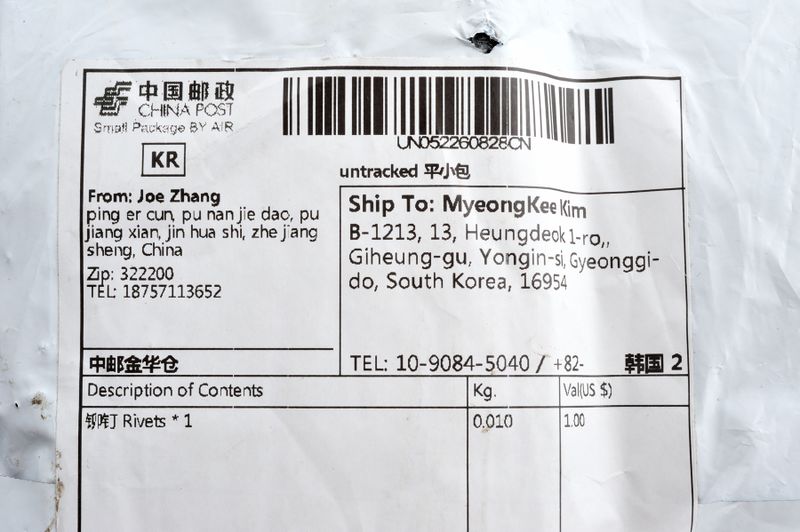 中国邮政
CHINA POST
Small Package BY AIR
KR
UN052260828CN
untracked 平小包
From: Joe Zhang
ping er cun, pu nan jie dao, pu
jiang xian, jin hua shi, zhe jiang
sheng, China
Zip: 322200
TEL: 18757113652
Ship To: MyeongKee Kim
B-1213, 13, Heungdeok 1-ro,,
Giheung-gu, Yongin-si, Gyeonggi-
do, South Korea, 16954
中邮金华仓
TEL: 10-9084-5040 / +82-
韩国 2
Description of Contents Kg. Val(US $)
Rivets * 1 0.010 1.00